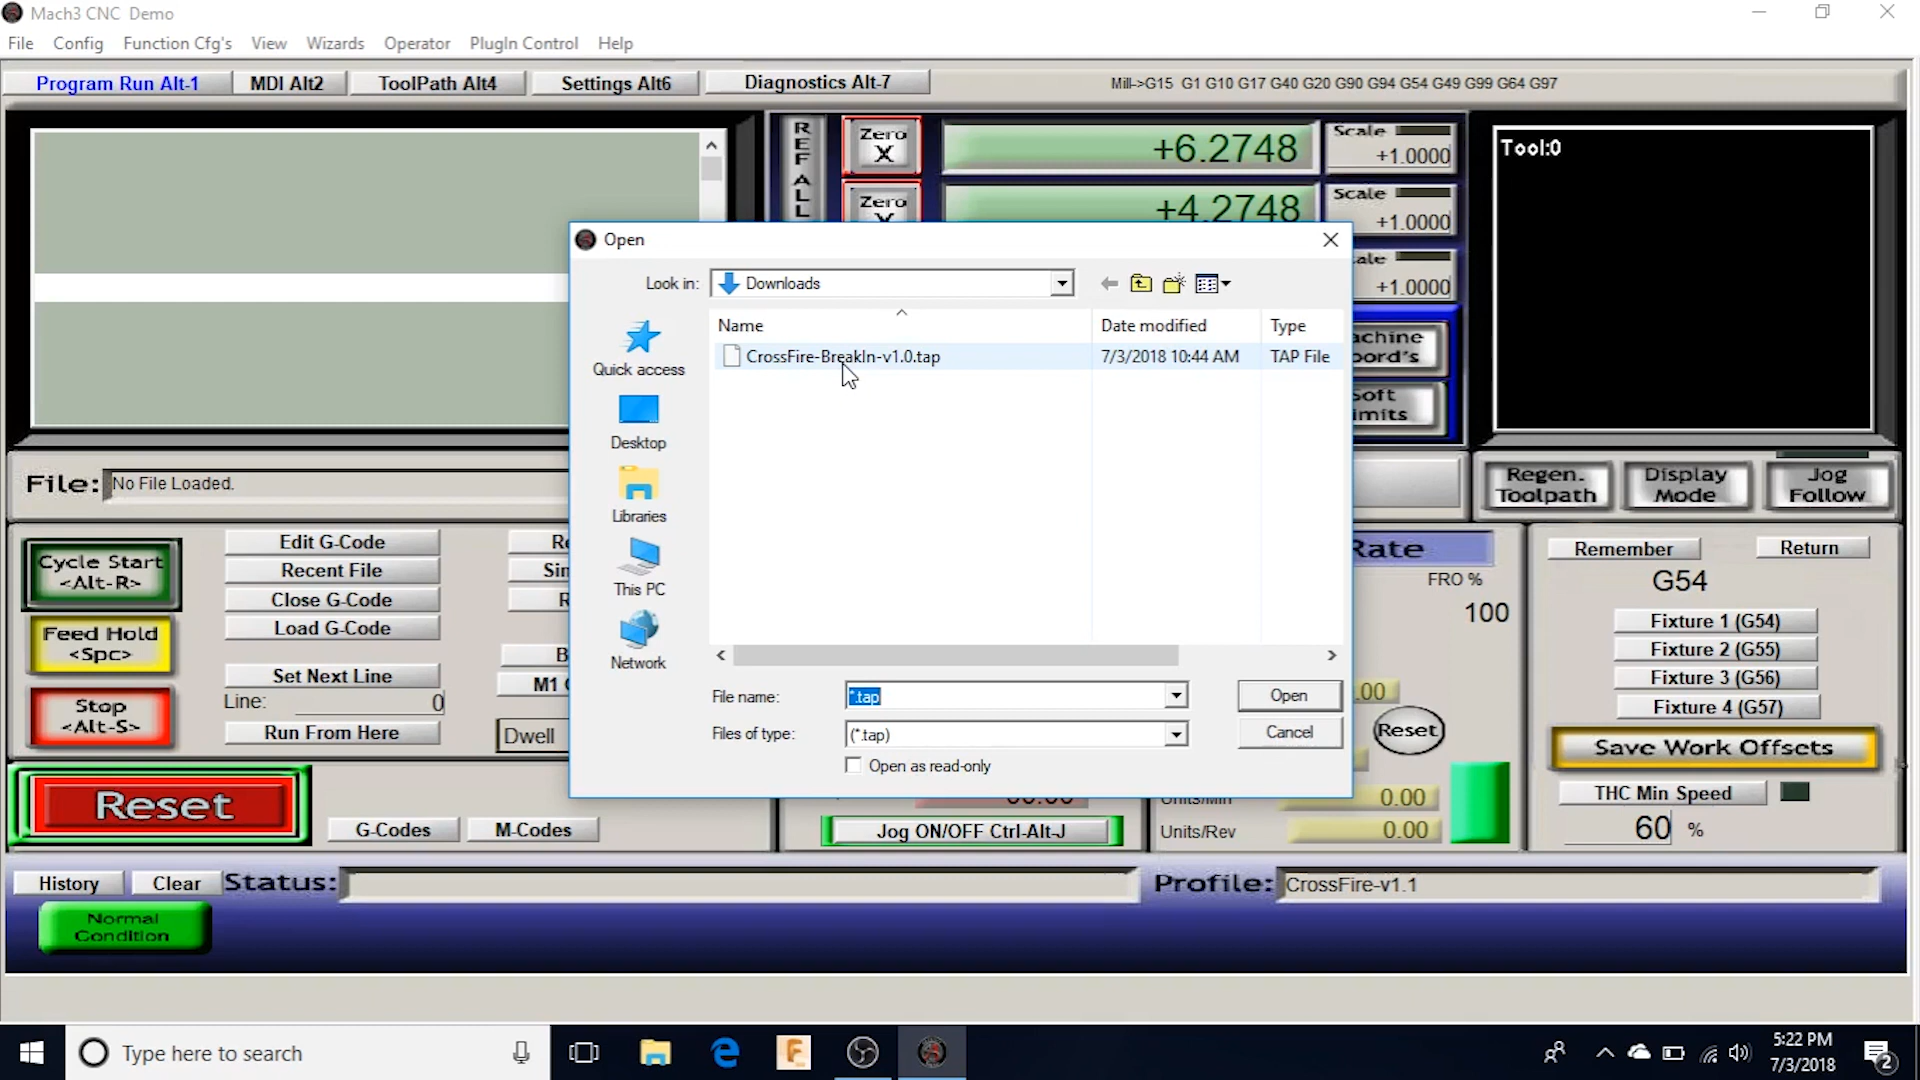 Mach3 CNC  Demo
File Config Function Cfg's View Wizards Operator PlugIn Control Help
Program Run Alt-1 MDI Alt2 ToolPath Alt4 Settings Alt6 Diagnostics Alt-7 Mill->G15  G1 G10 G17 G40 G20 G90 G94 G54 G49 G99 G64 G97
REF ALL
Zero
X
+6.2748
Scale
+1.0000
Tool:0
Zero
+4.2748
Scale
+1.0000
+1.0000
Open
Look in: Downloads
Name Date modified Type
CrossFire-BreakIn-v1.0.tap 7/3/2018 10:44 AM TAP File
Quick access
Desktop
Libraries
This PC
Network
File name: *.tap Open
Files of type: (*.tap) Cancel
Open as read-only
File: No File Loaded.
Regen.
Toolpath
Display
Mode
Jog
Follow
Cycle Start
<Alt-R>
Feed Hold
<Spc>
Stop
<Alt-S>
Edit G-Code
Recent File
Close G-Code
Load G-Code
Set Next Line
Line: 0
Run From Here
M1
Dwell
Rate
FRO %
100
Reset
Remember Return
G54
Fixture 1 (G54)
Fixture 2 (G55)
Fixture 3 (G56)
Fixture 4 (G57)
Save Work Offsets
THC Min Speed
60 %
Reset
G-Codes M-Codes
Jog ON/OFF Ctrl-Alt-J
Units/Min 0.00
Units/Rev 0.00
History Clear Status: Profile: CrossFire-v1.1
Normal
Condition
Type here to search
5:22 PM
7/3/2018
2